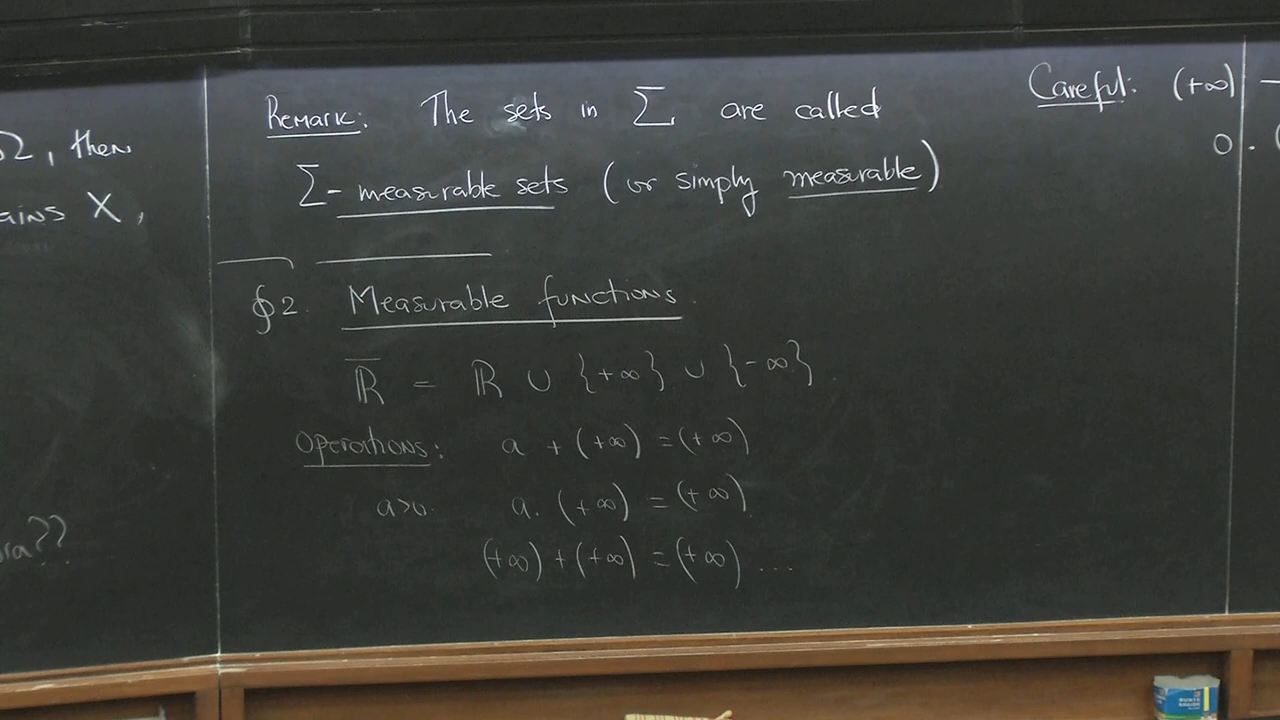 Ω, then
ains X,
ra??
Remark: The sets in Σ are called
Σ-measurable sets (or simply measurable)
§2. Measurable functions.
ℝ̅ = ℝ ∪ {+∞} ∪ {-∞}.
Operations: a + (+∞) = (+∞)
a>0. a. (+∞) = (+∞)
(+∞) + (+∞) = (+∞) ...
Careful: (+∞) -
0 . (